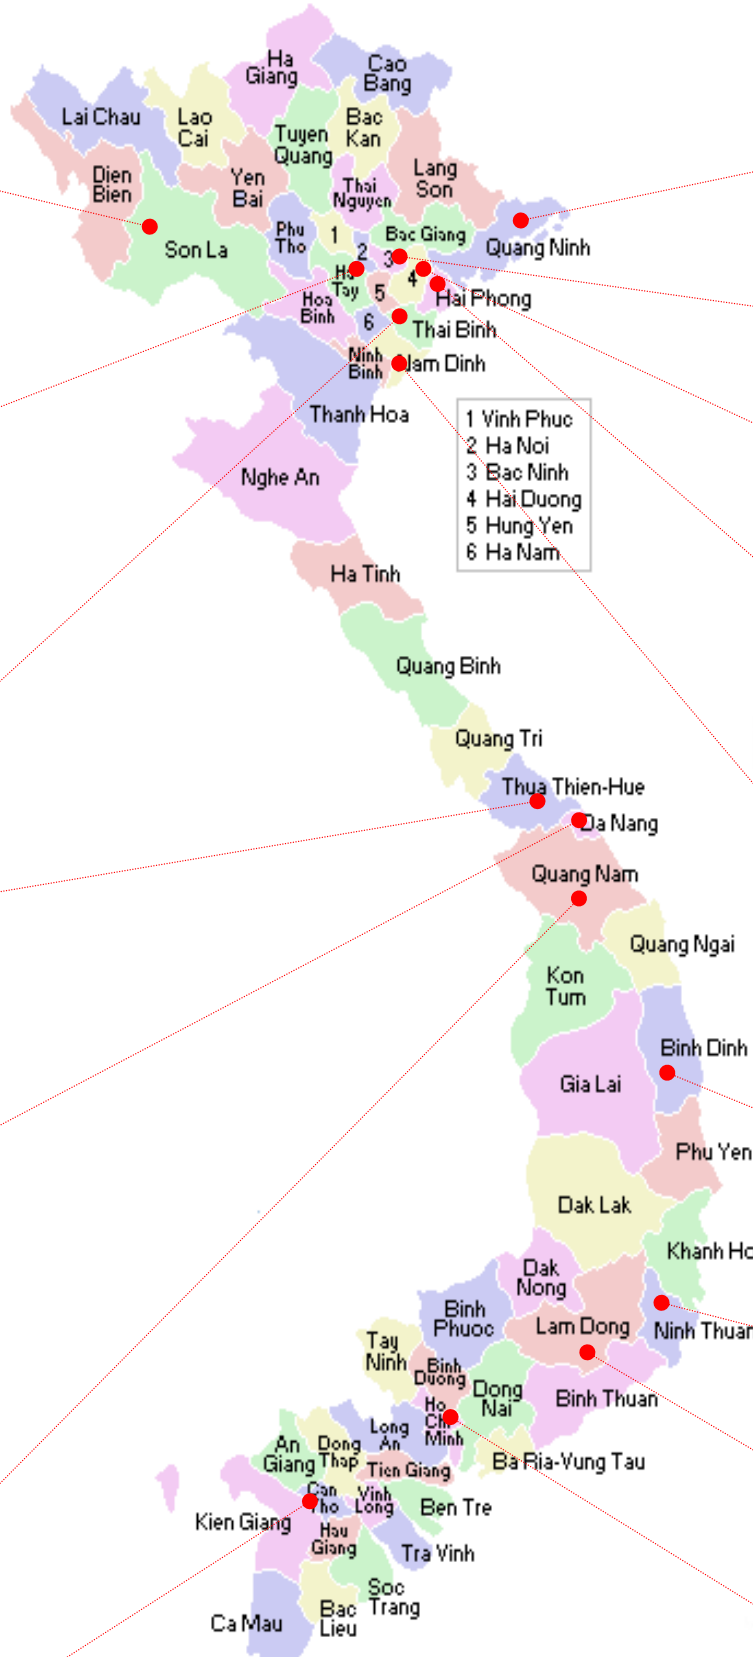 Ha
Giang
Cao
Bang
Lai Chau
Lao
Cai
Bac
Kan
Tuyen
Quang
Dien
Bien
Yen
Bai
Lang
Son
Thai
Nguyen
Phu
Tho
1
Bac Giang
Son La
2
3
Quang Ninh
Ha
Tay
4
5
Hai Phong
Hoa
Binh
6
Thai Binh
Ninh
Binh
Nam Dinh
Thanh Hoa
1 Vinh Phuc
2 Ha Noi
3 Bac Ninh
4 Hai Duong
5 Hung Yen
6 Ha Nam
Nghe An
Ha Tinh
Quang Binh
Quang Tri
Thua Thien-Hue
Da Nang
Quang Nam
Quang Ngai
Kon
Tum
Binh Dinh
Gia Lai
Phu Yen
Dak Lak
Khanh Ho
Dak
Nong
Binh
Phuoc
Lam Dong
Ninh Thuan
Tay
Ninh
Binh
Duong
Dong
Nai
Binh Thuan
Ho
Chi
Minh
Long
An
An
Giang
Dong
Thap
Tien Giang
Ba Ria-Vung Tau
Can
Tho
Vinh
Long
Ben Tre
Kien Giang
Hau
Giang
Tra Vinh
Soc
Trang
Ca Mau
Bac
Lieu